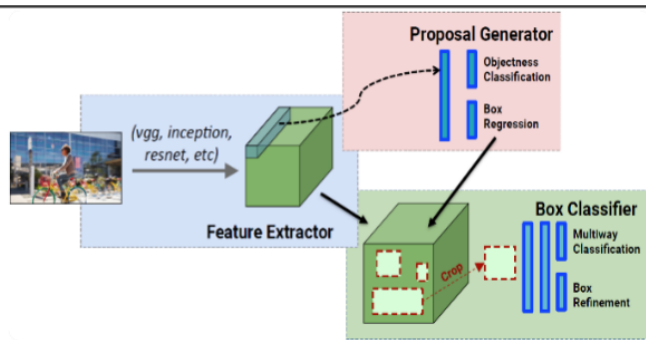 Proposal Generator
Objectness
Classification
Box
Regression
(vgg, inception,
resnet, etc)
Feature Extractor
Box Classifier
Crop
Multiway
Classification
Box
Refinement